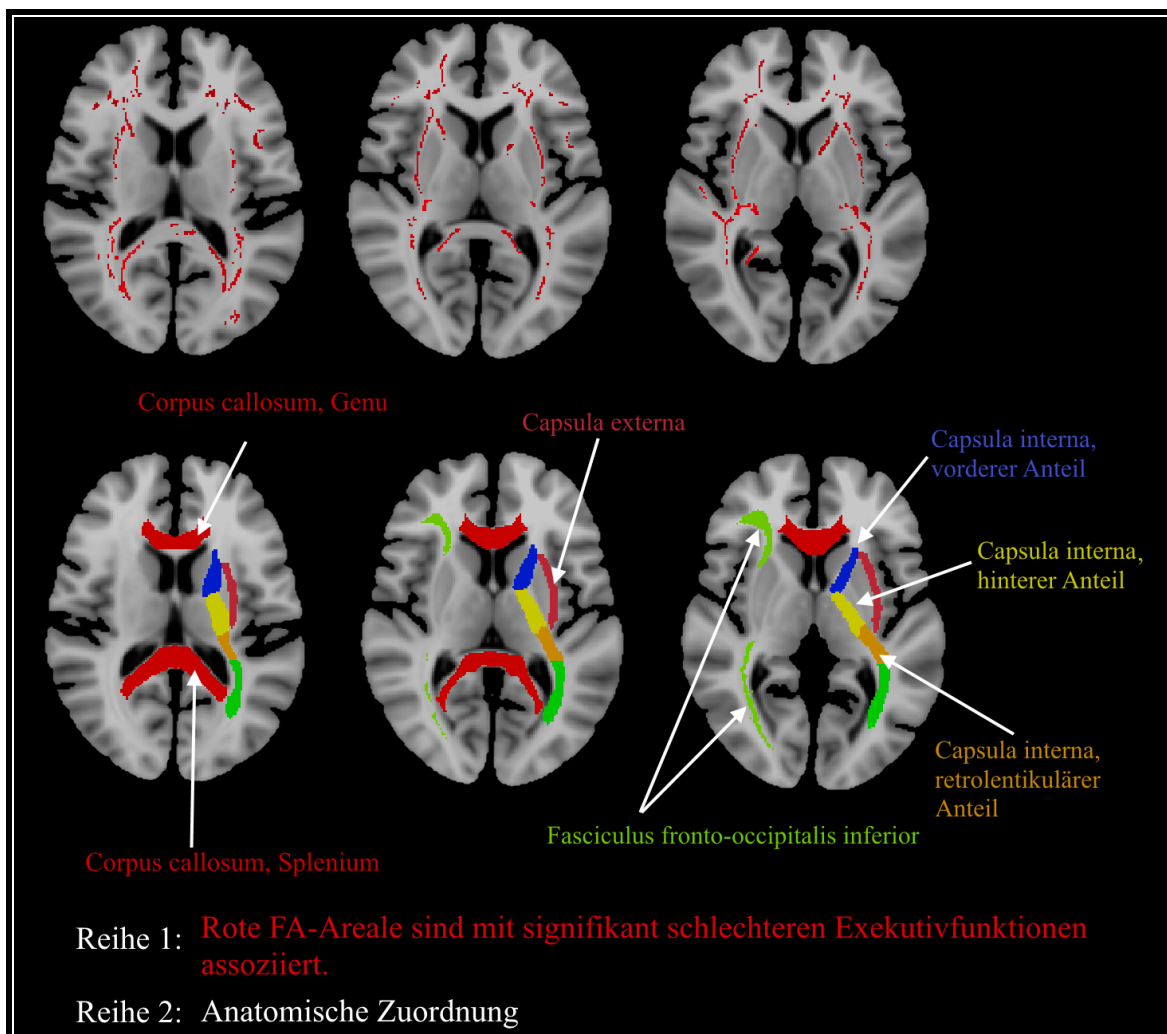 Corpus callosum, Genu
Capsula externa
Capsula interna,
vorderer Anteil
Capsula interna,
hinterer Anteil
Capsula interna,
retrolentikulärer
Anteil
Fasciculus fronto-occipitalis inferior
Corpus callosum, Splenium
Reihe 1: Rote FA-Areale sind mit signifikant schlechteren Exekutivfunktionen
assoziiert.
Reihe 2: Anatomische Zuordnung